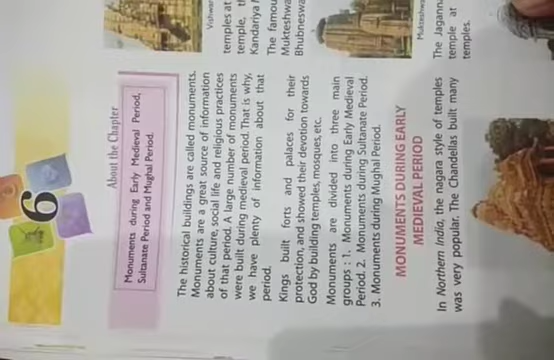 6
About the Chapter
Monuments during Early Medieval Period,
Sultanate Period and Mughal Period.
The historical buildings are called monuments.
Monuments are a great source of information
about culture, social life and religious practices
of that period. A large number of monuments
were built during medieval period. That is why,
we have plenty of information about that
period.
Kings built forts and palaces for their
protection, and showed their devotion towards
God by building temples, mosques, etc.
Monuments are divided into three main
groups : 1. Monuments during Early Medieval
Period. 2. Monuments during Sultanate Period.
3. Monuments during Mughal Period.
MONUMENTS DURING EARLY
MEDIEVAL PERIOD
In Northern India, the nagara style of temples
was very popular. The Chandellas built many
temples at
temple,
Kandariya
The famou
Mukteshwa
Bhubneswa
The Jagann
temple at
temples.